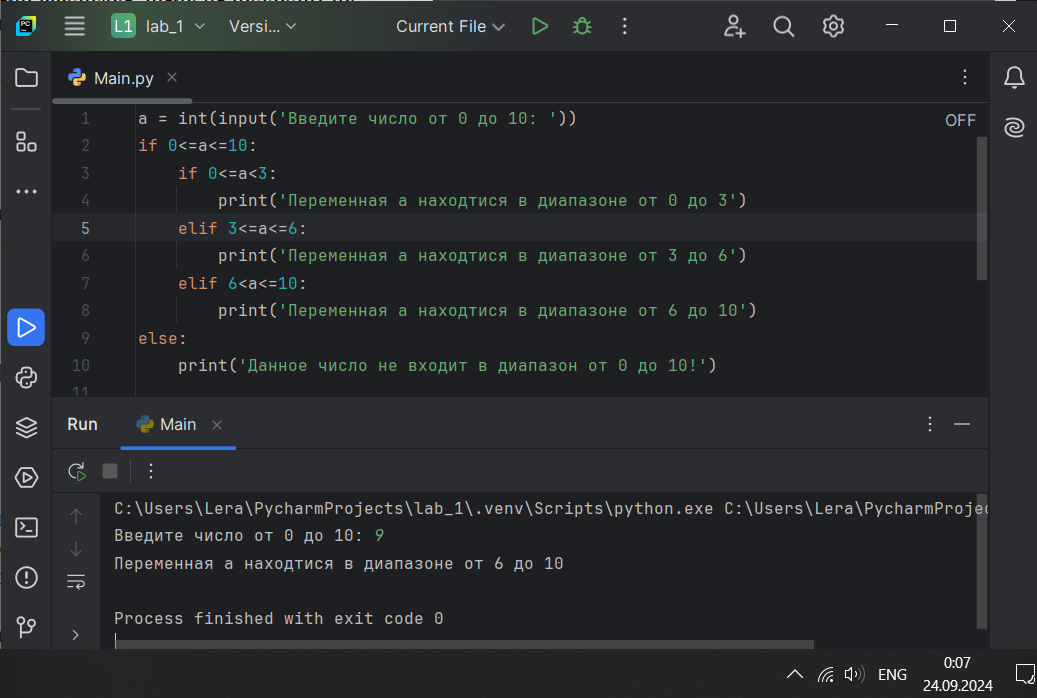 PC
L1 lab_1 Versi... Current File
Main.py
OFF
1 a = int(input('Введите число от 0 до 10: '))
2 if 0<=a<=10:
3 if 0<=a<3:
4 print('Переменная а находтися в диапазоне от 0 до 3')
5 elif 3<=a<=6:
6 print('Переменная а находтися в диапазоне от 3 до 6')
7 elif 6<a<=10:
8 print('Переменная а находтися в диапазоне от 6 до 10')
9 else:
10 print('Данное число не входит в диапазон от 0 до 10!')
11
Run Main
C:\Users\Lera\PycharmProjects\lab_1\.venv\Scripts\python.exe C:\Users\Lera\PycharmProjec
Введите число от 0 до 10: 9
Переменная а находтися в диапазоне от 6 до 10
Process finished with exit code 0
ENG
0:07
24.09.2024